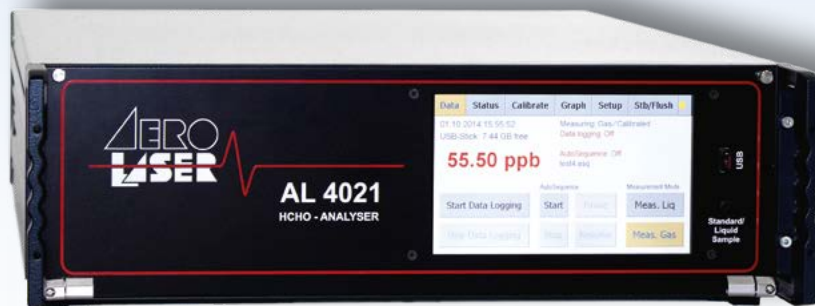 AERO
LASER
AL 4021
HCHO - ANALYSER
Data Status Calibrate Graph Setup Stb/Flush
01.10.2014 15:55:52
USB-Stick: 7.44 GB free
Measuring: Gas/Calibrated
Data logging: Off
55.50 ppb
AutoSequence: Off
test4.asq
AutoSequence
Measurement Mode
Start Data Logging
Start
Meas. Liq
Stop Data Logging
Stop
Meas. Gas
USB
Standard/
Liquid
Sample